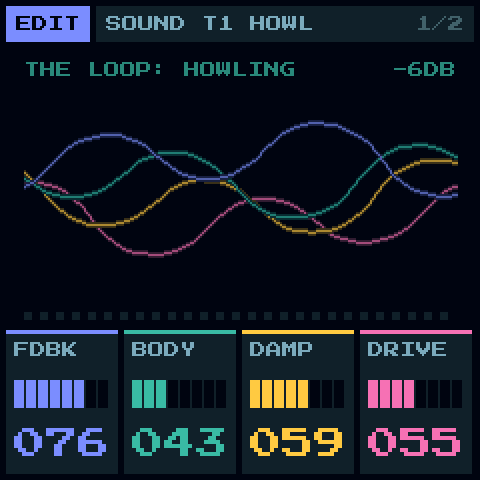 EDIT SOUND T1 HOWL 1/2
THE LOOP: HOWLING -6DB
FDBK BODY DAMP DRIVE
076 043 059 055